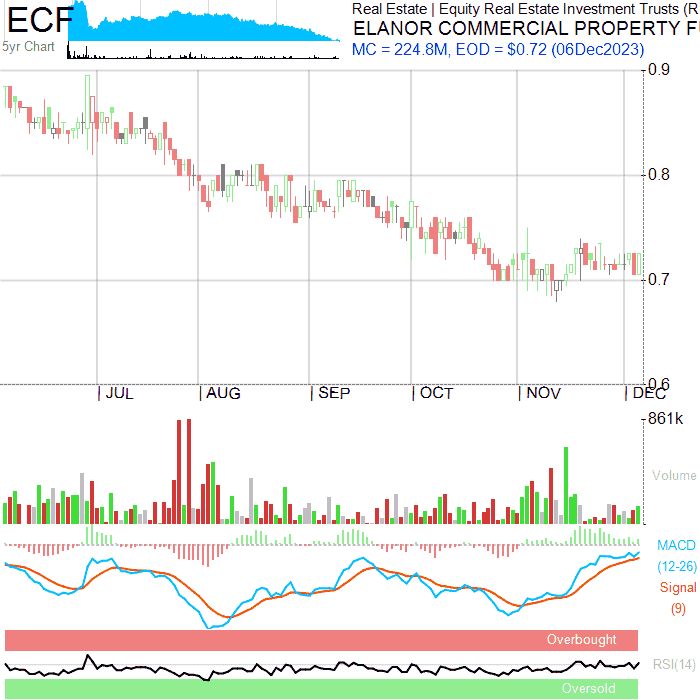 ECF
5yr Chart
Real Estate | Equity Real Estate Investment Trusts (R
ELANOR COMMERCIAL PROPERTY F
MC = 224.8M, EOD = $0.72 (06Dec2023)
0.9
0.8
0.7
0.6
JUL AUG SEP OCT NOV DEC
861k
Volume
MACD
(12-26)
Signal
(9)
Overbought
RSI(14)
Oversold